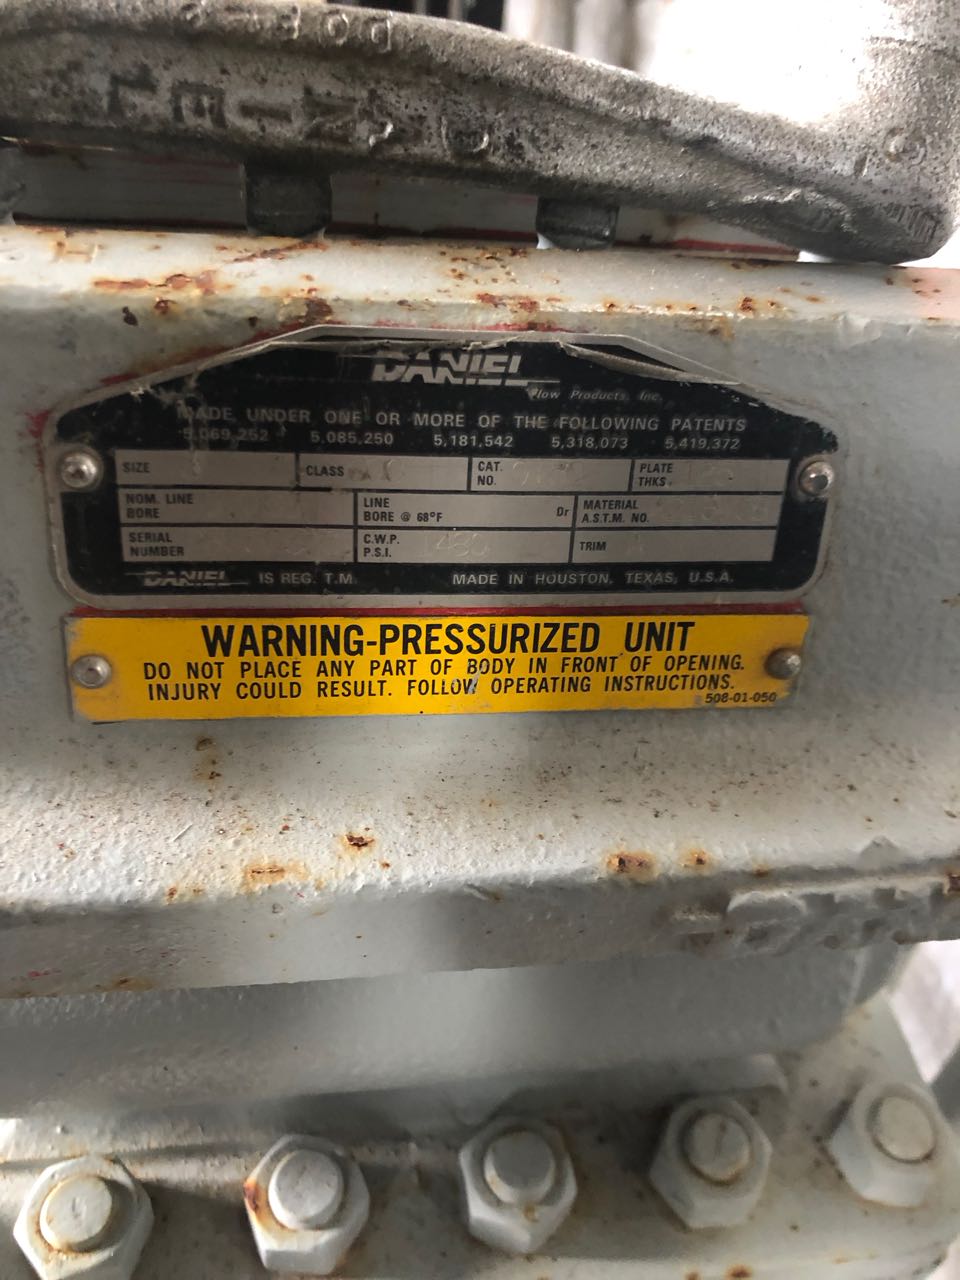 DANIEL
Flow Products, Inc.
MADE UNDER ONE OR MORE OF THE FOLLOWING PATENTS
5,069,252 5,085,250 5,181,542 5,318,073 5,419,372
SIZE CLASS CAT. NO. PLATE THKS.
NOM. LINE BORE LINE BORE @ 68°F Dr MATERIAL A.S.T.M. NO.
SERIAL NUMBER C.W.P. P.S.I. 1480 TRIM
DANIEL IS REG. T.M. MADE IN HOUSTON, TEXAS, U.S.A.
WARNING-PRESSURIZED UNIT
DO NOT PLACE ANY PART OF BODY IN FRONT OF OPENING.
INJURY COULD RESULT. FOLLOW OPERATING INSTRUCTIONS.
508-01-050